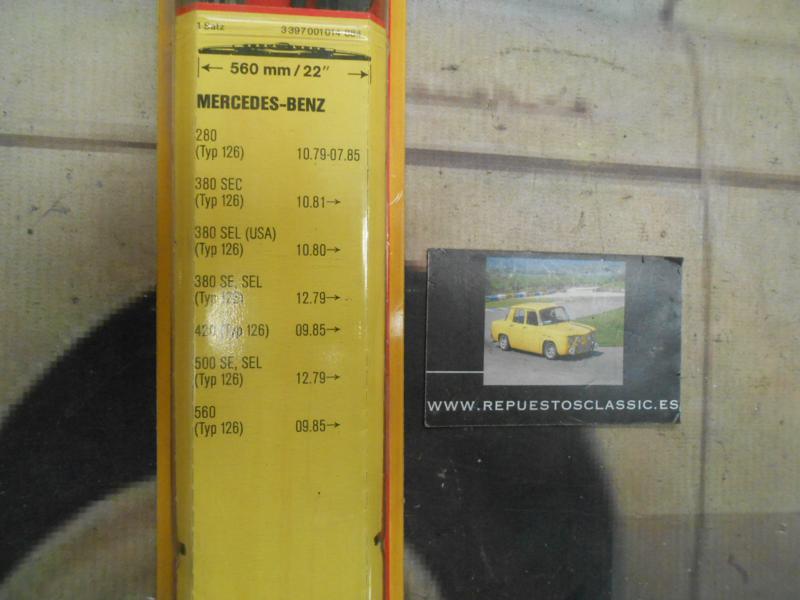 1 Satz 3 397 001 014-084
560 mm/22"
MERCEDES-BENZ
280
(Typ 126) 10.79-07.85
380 SEC
(Typ 126) 10.81→
380 SEL (USA)
(Typ 126) 10.80→
380 SE, SEL
(Typ 126) 12.79→
420 (Typ 126) 09.85→
500 SE, SEL
(Typ 126) 12.79→
560
(Typ 126) 09.85→
WWW.REPUESTOSCLASSIC.ES